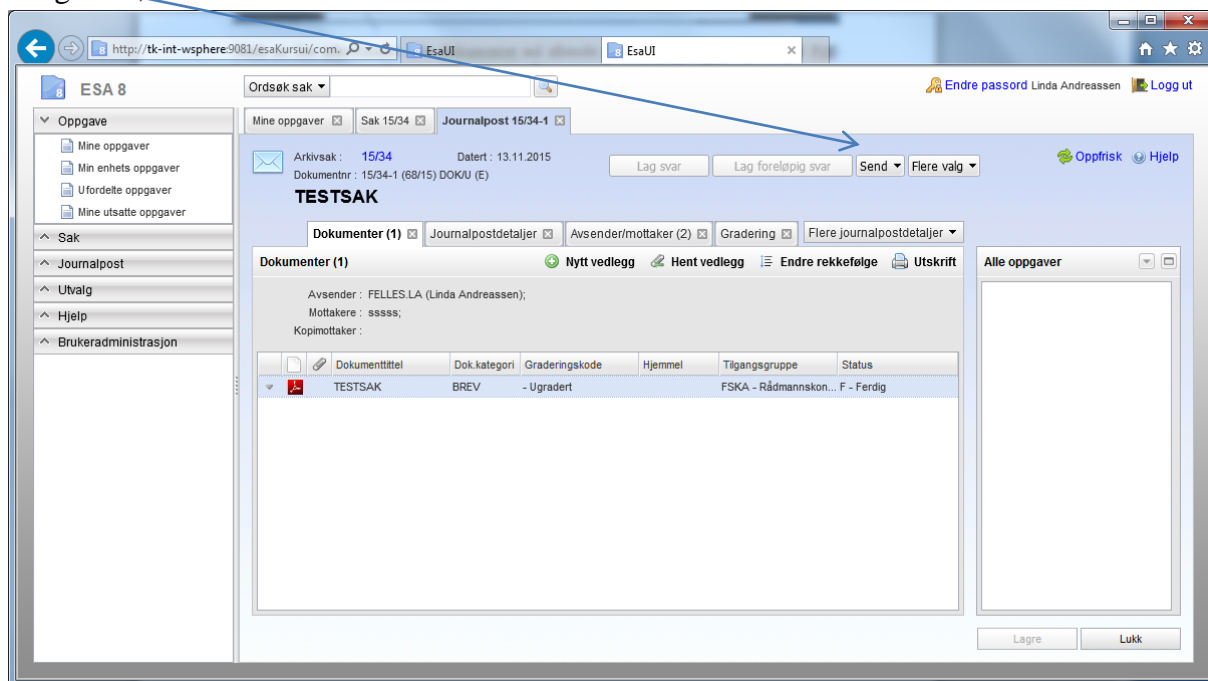 http://tk-int-wsphere:9081/esaKursui/com.
EsaUI
EsaUI
8 ESA 8
Ordsøk sak
Endre passord Linda Andreassen Logg ut
Oppgave
Mine oppgaver
Min enhets oppgaver
Ufordelte oppgaver
Mine utsatte oppgaver
Sak
Journalpost
Utvalg
Hjelp
Brukeradministrasjon
Mine oppgaver Sak 15/34 Journalpost 15/34-1
Arkivsak : 15/34 Datert : 13.11.2015
Dokumentnr : 15/34-1 (68/15) DOK/U (E)
TESTSAK
Lag svar Lag foreløpig svar Send Flere valg
Oppfrisk Hjelp
Dokumenter (1) Journalpostdetaljer Avsender/mottaker (2) Gradering Flere journalpostdetaljer
Dokumenter (1) Nytt vedlegg Hent vedlegg Endre rekkefølge Utskrift
Avsender : FELLES.LA (Linda Andreassen);
Mottakere : sssss;
Kopimottaker :
Dokumenttittel Dok.kategori Graderingskode Hjemmel Tilgangsgruppe Status
TESTSAK BREV - Ugradert FSKA - Rådmannskon... F - Ferdig
Alle oppgaver
Lagre Lukk